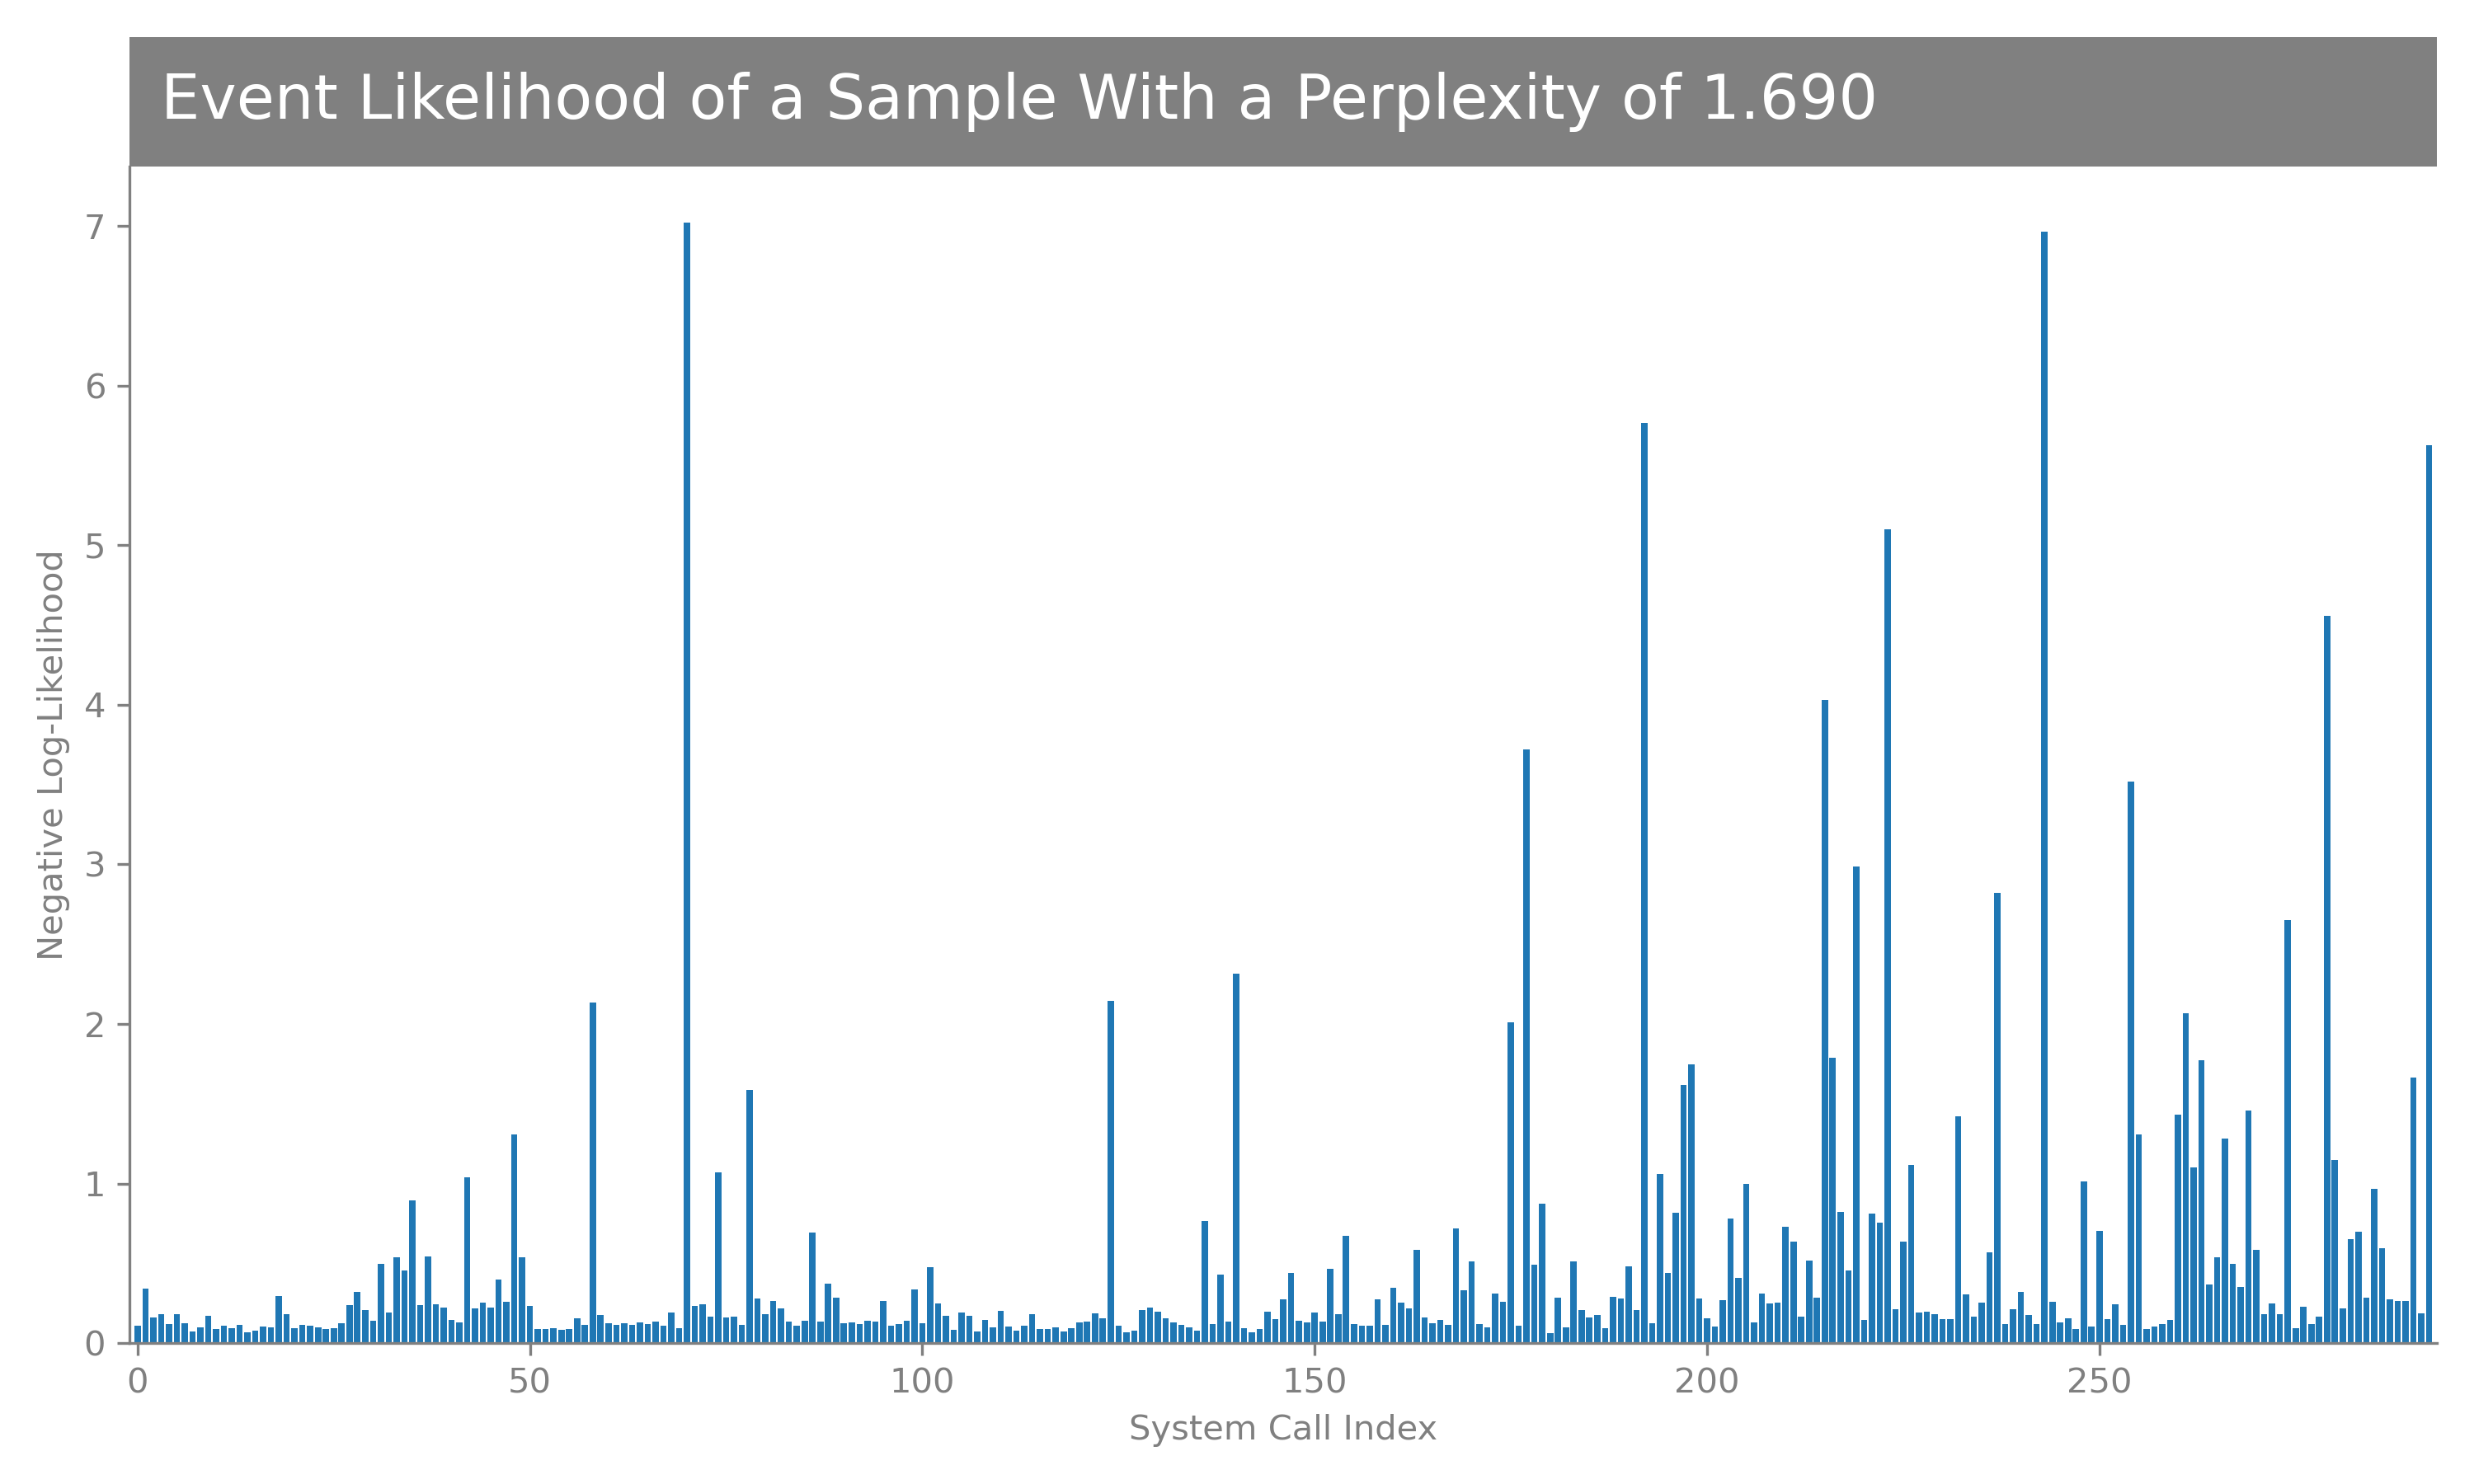 Event Likelihood of a Sample With a Perplexity of 1.690
7
6
5
4
3
2
1
0
Negative Log-Likelihood
0 50 100 150 200 250
System Call Index